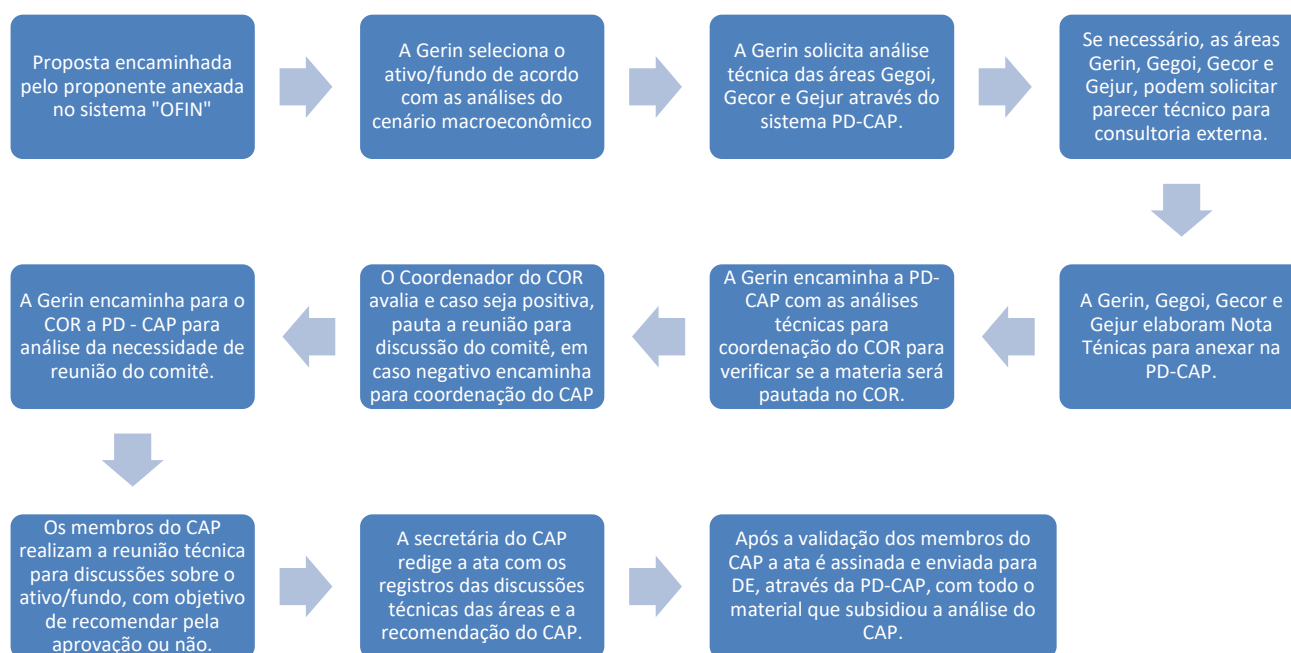 Proposta encaminhada
pelo proponente anexada
no sistema "OFIN"
A Gerin seleciona o
ativo/fundo de acordo
com as análises do
cenário macroeconômico
A Gerin solicita análise
técnica das áreas Gegoi,
Gecor e Gejur através do
sistema PD-CAP.
Se necessário, as áreas
Gerin, Gegoi, Gecor e
Gejur, podem solicitar
parecer técnico para
consultoria externa.
A Gerin, Gegoi, Gecor e
Gejur elaboram Nota
Ténicas para anexar na
PD-CAP.
A Gerin encaminha a PD-
CAP com as análises
técnicas para
coordenação do COR para
verificar se a materia será
pautada no COR.
O Coordenador do COR
avalia e caso seja positiva,
pauta a reunião para
discussão do comitê, em
caso negativo encaminha
para coordenação do CAP
A Gerin encaminha para o
COR a PD - CAP para
análise da necessidade de
reunião do comitê.
Os membros do CAP
realizam a reunião técnica
para discussões sobre o
ativo/fundo, com objetivo
de recomendar pela
aprovação ou não.
A secretária do CAP
redige a ata com os
registros das discussões
técnicas das áreas e a
recomendação do CAP.
Após a validação dos membros do
CAP a ata é assinada e enviada para
DE, através da PD-CAP, com todo o
material que subsidiou a análise do
CAP.